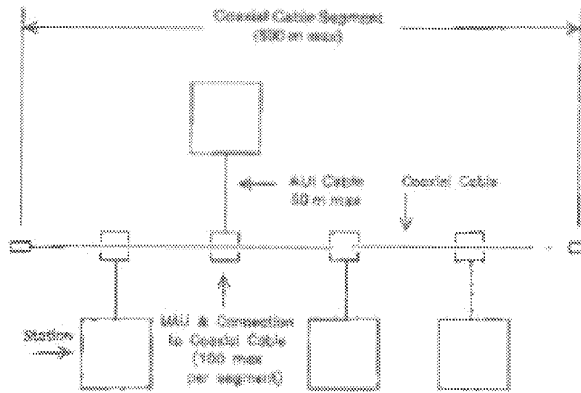 Coaxial Cable Segment
(500 m max)
AUI Cable
50 m max
Coaxial Cable
Station
MAU & Connection
to Coaxial Cable
(100 max
per segment)